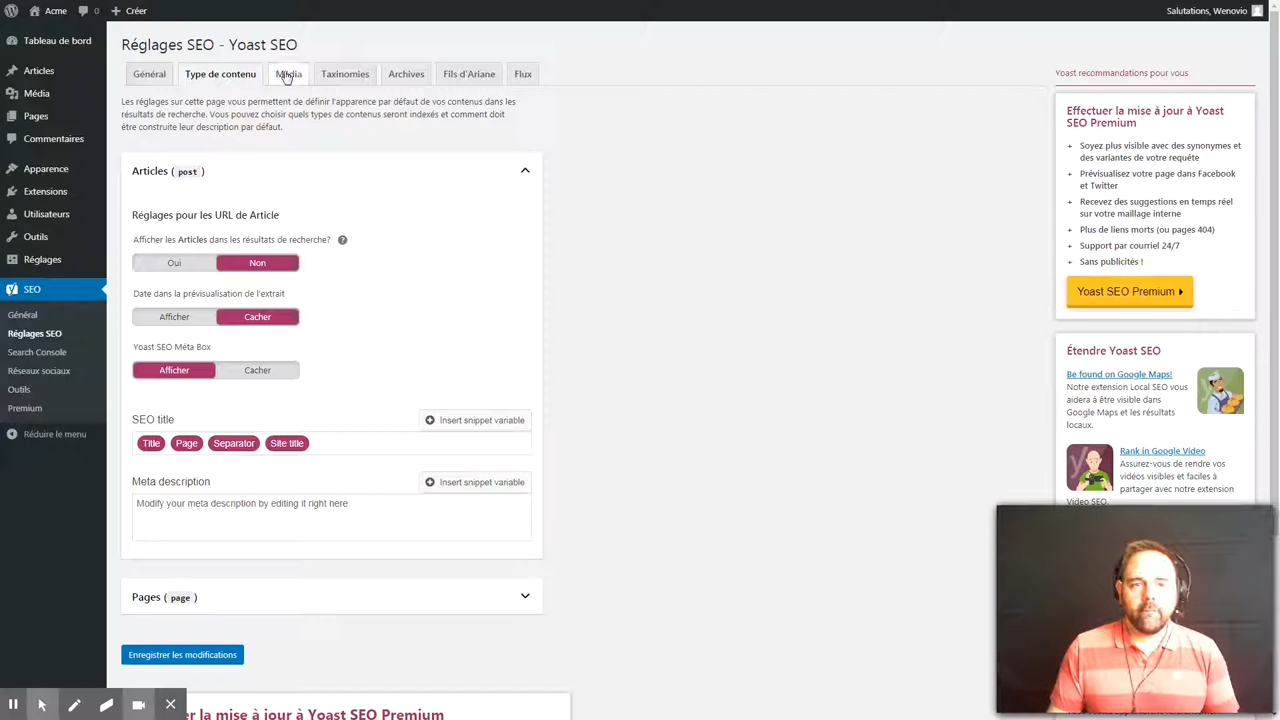 Acme
0
+ Créer
Salutations, Wenovio
Tableau de bord
Articles
Média
Pages
Commentaires
Apparence
Extensions
Utilisateurs
Outils
Réglages
SEO
Général
Réglages SEO
Search Console
Réseaux sociaux
Outils
Premium
Réduire le menu
Réglages SEO - Yoast SEO
Général
Type de contenu
Média
Taxinomies
Archives
Fils d'Ariane
Flux
Les réglages sur cette page vous permettent de définir l'apparence par défaut de vos contenus dans les
résultats de recherche. Vous pouvez choisir quels types de contenus seront indexés et comment doit
être construite leur description par défaut.
Articles ( post )
Réglages pour les URL de Article
Afficher les Articles dans les résultats de recherche? ?
Oui
Non
Date dans la prévisualisation de l'extrait
Afficher
Cacher
Yoast SEO Méta Box
Afficher
Cacher
SEO title
Insert snippet variable
Title
Page
Separator
Site title
Meta description
Insert snippet variable
Modify your meta description by editing it right here
Pages ( page )
Enregistrer les modifications
er la mise à jour à Yoast SEO Premium
Yoast recommandations pour vous
Effectuer la mise à jour à Yoast
SEO Premium
+ Soyez plus visible avec des synonymes et
des variantes de votre requête
+ Prévisualisez votre page dans Facebook
et Twitter
+ Recevez des suggestions en temps réel
sur votre maillage interne
+ Plus de liens morts (ou pages 404)
+ Support par courriel 24/7
+ Sans publicités !
Yoast SEO Premium
Étendre Yoast SEO
Be found on Google Maps!
Notre extension Local SEO vous
aidera à être visible dans
Google Maps et les résultats
locaux.
Rank in Google Video
Assurez-vous de rendre vos
vidéos visibles et faciles à
partager avec notre extension
Video SEO.